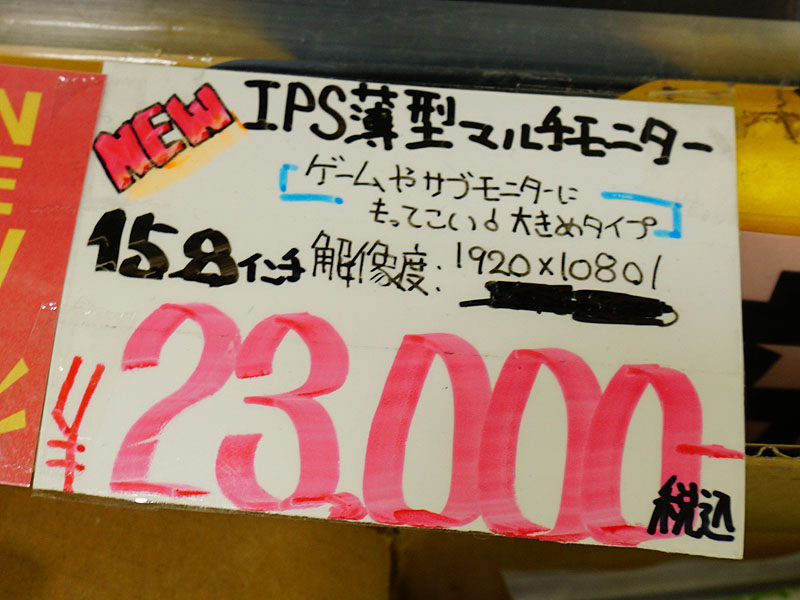 NEW
NEW
IPS薄型マルチモニター
ゲームやサブモニターに
もってこい♪大きめタイプ
15.8インチ 解像度:1920×1080!
¥23,000-
税込